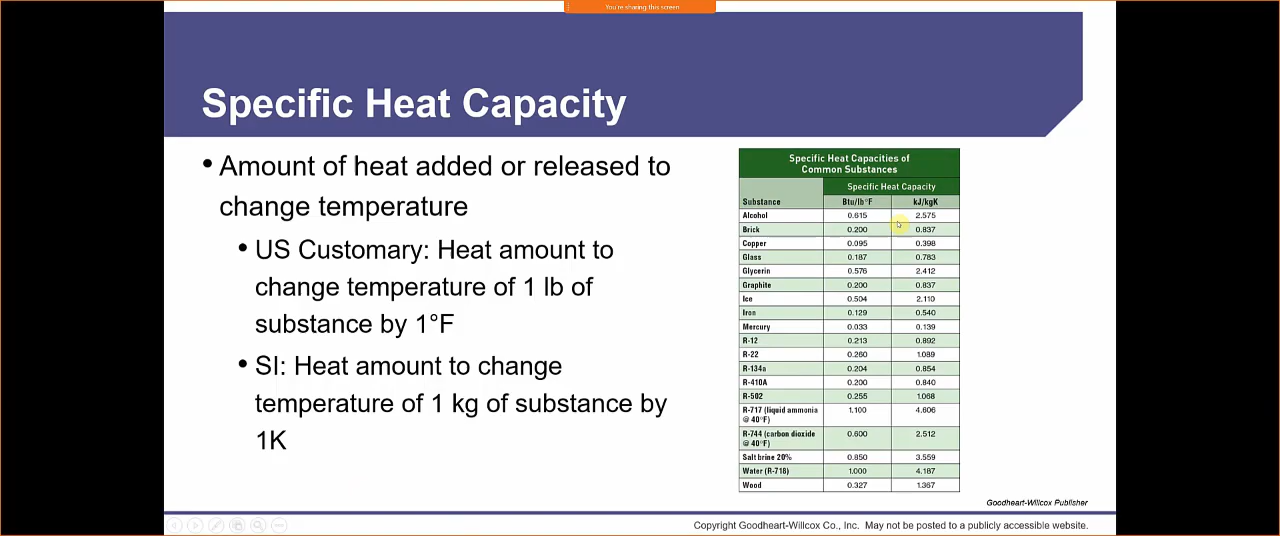 You're sharing this screen
Specific Heat Capacity
• Amount of heat added or released to
change temperature
• US Customary: Heat amount to
change temperature of 1 lb of
substance by 1°F
• SI: Heat amount to change
temperature of 1 kg of substance by
1K
Specific Heat Capacities of
Common Substances
Specific Heat Capacity
Substance Btu/lb°F kJ/kgK
Alcohol 0.615 2.575
Brick 0.200 0.837
Copper 0.095 0.398
Glass 0.187 0.783
Glycerin 0.576 2.412
Graphite 0.200 0.837
Ice 0.504 2.110
Iron 0.129 0.540
Mercury 0.033 0.139
R-12 0.213 0.892
R-22 0.260 1.089
R-134a 0.204 0.854
R-410A 0.200 0.840
R-502 0.255 1.068
R-717 (liquid ammonia 1.100 4.606
@ 40°F)
R-744 (carbon dioxide 0.600 2.512
@ 40°F)
Salt brine 20% 0.850 3.559
Water (R-718) 1.000 4.187
Wood 0.327 1.367
Goodheart-Willcox Publisher
Copyright Goodheart-Willcox Co., Inc. May not be posted to a publicly accessible website.